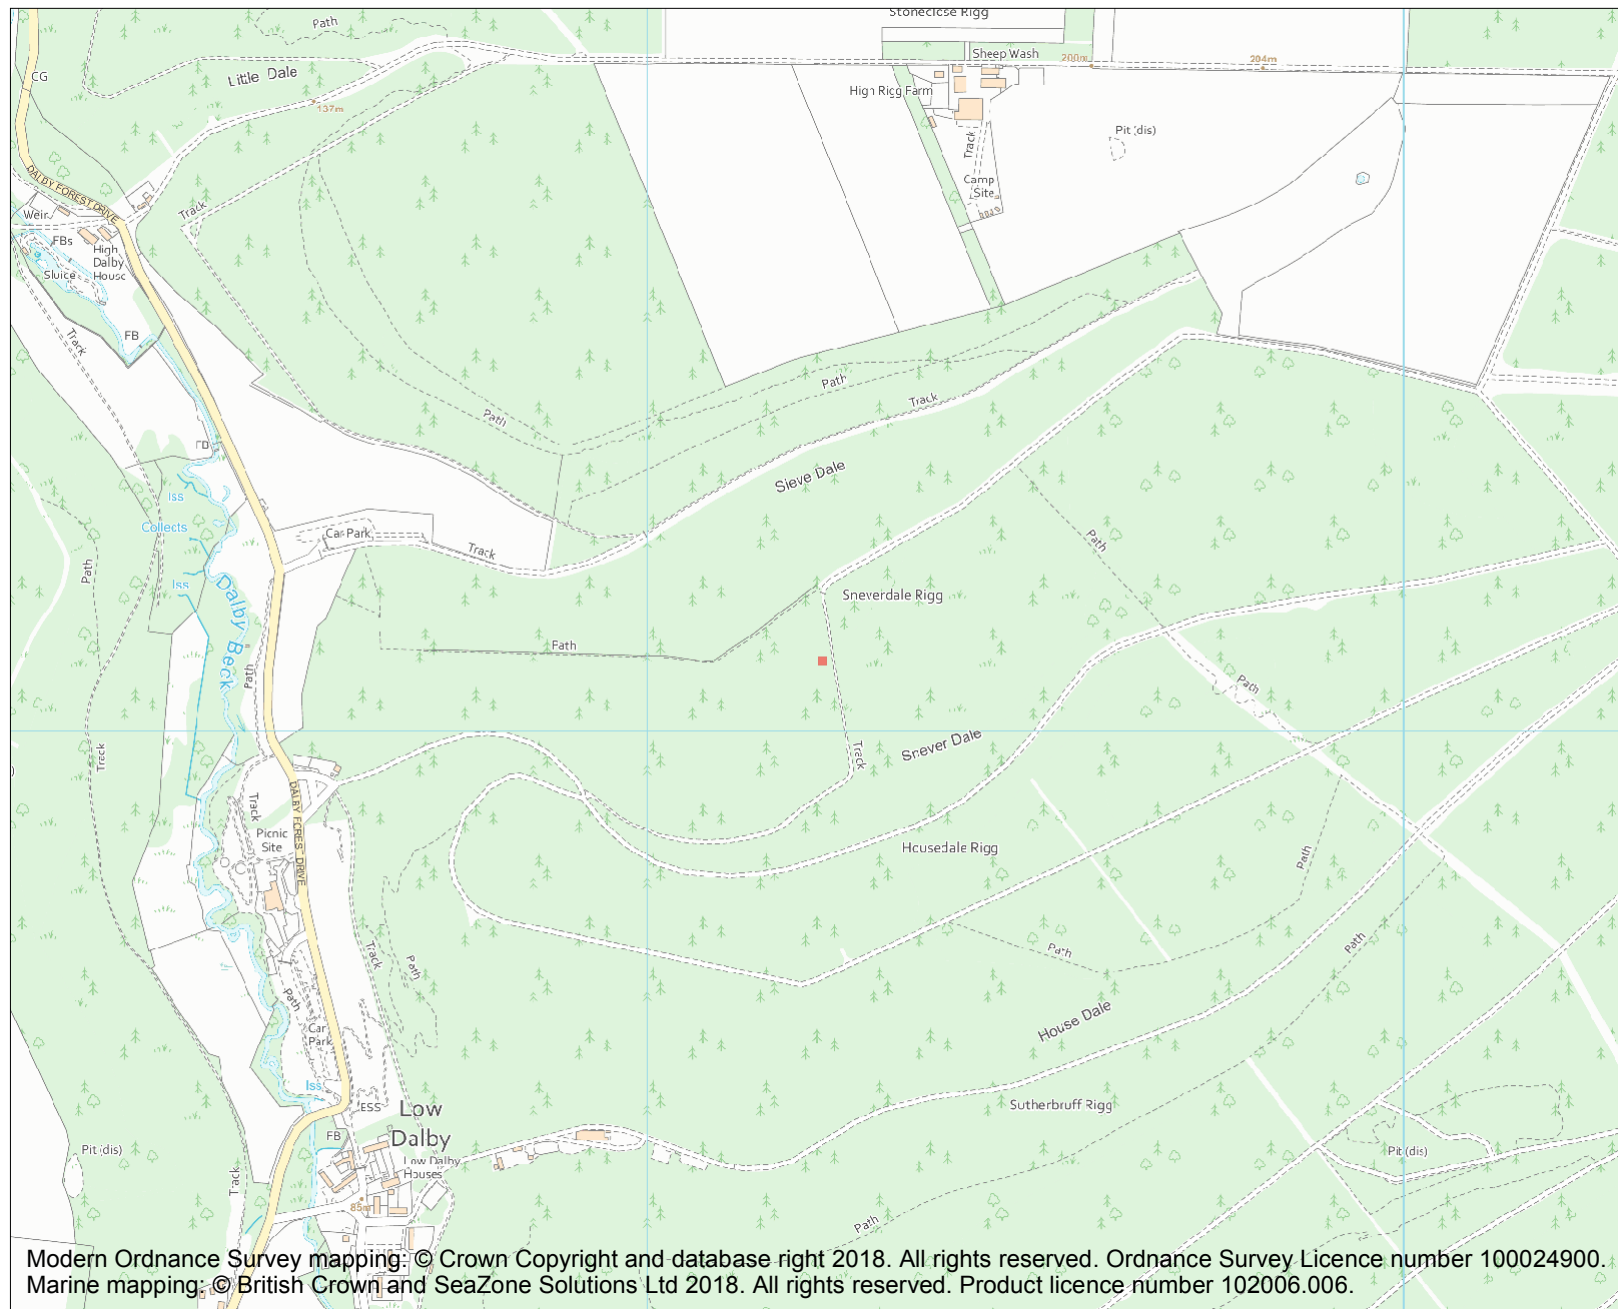 Stoneclose Rigg
Path
Sheep Wash
200m
204m
CG
Little Dale
137m
High Rigg Farm
Pit (dis)
Track
DALBY FOREST DRIVE
Camp
Site
Track
Weir
FBs
High
Dalby
House
Sluice
FB
Track
Path
Track
Path
Sieve Dale
Iss
Collects
Car Park
Track
Path
Path
Iss
Dalby Beck
Sneverdale Rigg
Path
Path
Path
Track
Track
Snever Dale
DALBY FOREST DRIVE
Track
Picnic
Site
Housedale Rigg
Path
Track
Path
Path
Path
Path
Car
Park
House Dale
Iss
ESS
Low
Dalby
Sutherbruff Rigg
FB
Pit (dis)
Pit (dis)
Low Dalby
Houses
Track
85m
Path
Modern Ordnance Survey mapping: © Crown Copyright and database right 2018. All rights reserved. Ordnance Survey Licence number 100024900.
Marine mapping: © British Crown and SeaZone Solutions Ltd 2018. All rights reserved. Product licence number 102006.006.